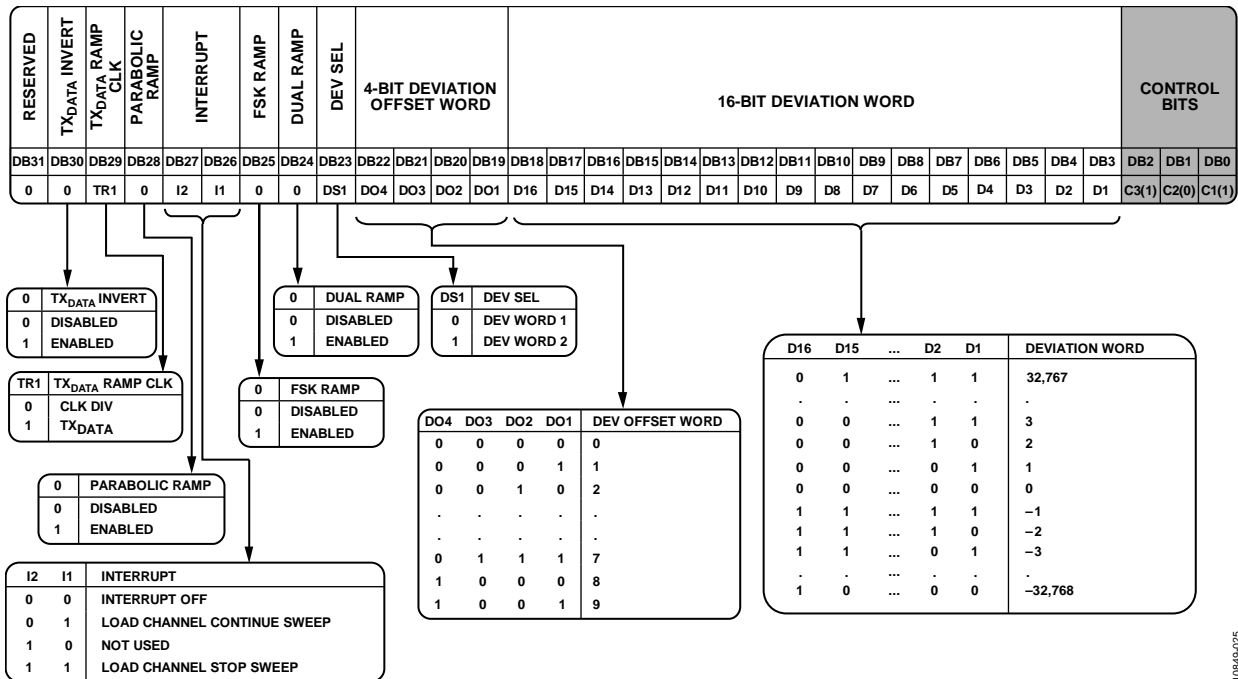 RESERVED
TXDATA INVERT
TXDATA RAMP
CLK
PARABOLIC
RAMP
INTERRUPT
FSK RAMP
DUAL RAMP
DEV SEL
4-BIT DEVIATION
OFFSET WORD
16-BIT DEVIATION WORD
CONTROL
BITS
DB31 DB30 DB29 DB28 DB27 DB26 DB25 DB24 DB23 DB22 DB21 DB20 DB19 DB18 DB17 DB16 DB15 DB14 DB13 DB12 DB11 DB10 DB9 DB8 DB7 DB6 DB5 DB4 DB3 DB2 DB1 DB0
0 0 TR1 0 I2 I1 0 0 DS1 DO4 DO3 DO2 DO1 D16 D15 D14 D13 D12 D11 D10 D9 D8 D7 D6 D5 D4 D3 D2 D1 C3(1) C2(0) C1(1)
0 TXDATA INVERT
0 DISABLED
1 ENABLED
TR1 TXDATA RAMP CLK
0 CLK DIV
1 TXDATA
0 PARABOLIC RAMP
0 DISABLED
1 ENABLED
I2 I1 INTERRUPT
0 0 INTERRUPT OFF
0 1 LOAD CHANNEL CONTINUE SWEEP
1 0 NOT USED
1 1 LOAD CHANNEL STOP SWEEP
0 FSK RAMP
0 DISABLED
1 ENABLED
0 DUAL RAMP
0 DISABLED
1 ENABLED
DS1 DEV SEL
0 DEV WORD 1
1 DEV WORD 2
DO4 DO3 DO2 DO1 DEV OFFSET WORD
0 0 0 0 0
0 0 0 1 1
0 0 1 0 2
. . . . .
. . . . .
0 1 1 1 7
1 0 0 0 8
1 0 0 1 9
D16 D15 ... D2 D1 DEVIATION WORD
0 1 ... 1 1 32,767
. . ... . . .
0 0 ... 1 1 3
0 0 ... 1 0 2
0 0 ... 0 1 1
0 0 ... 0 0 0
1 1 ... 1 1 –1
1 1 ... 1 0 –2
1 1 ... 0 1 –3
. . ... . . .
1 0 ... 0 0 –32,768
10849-025